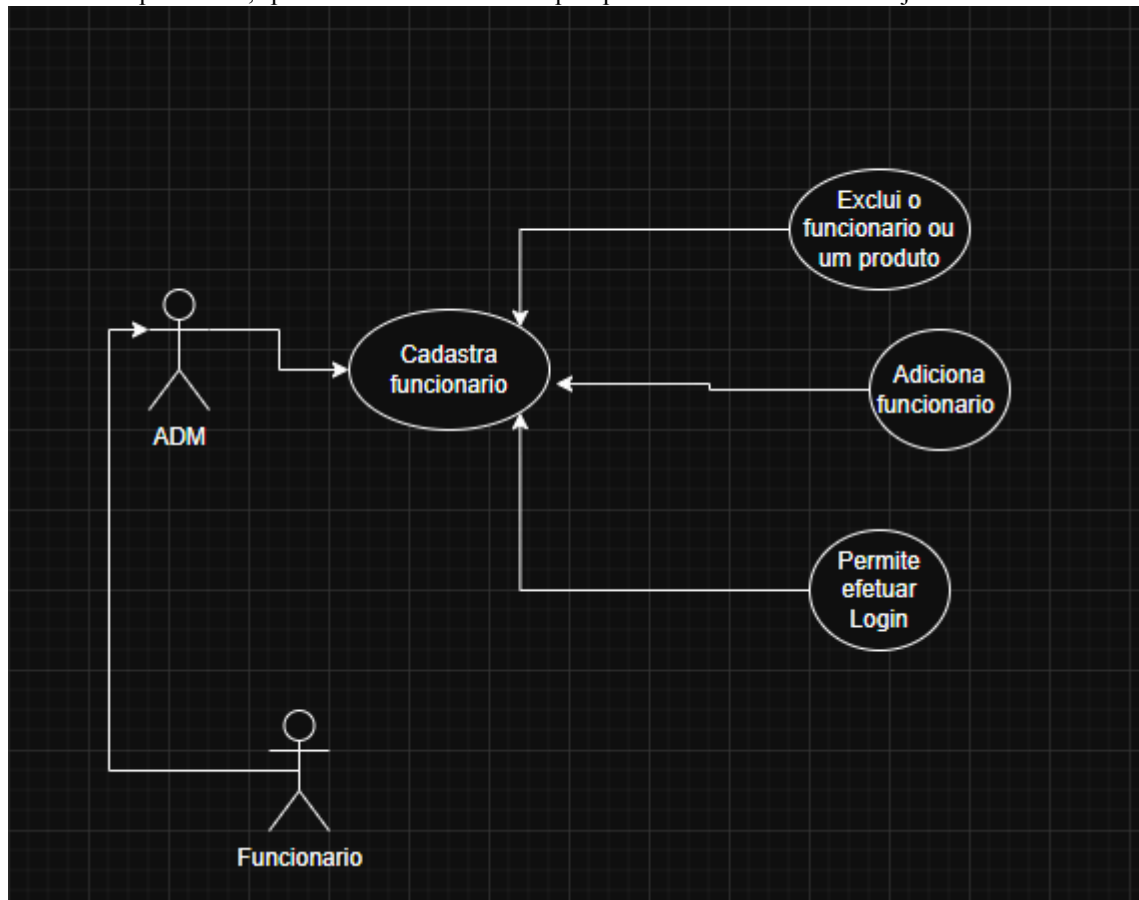 Exclui o
funcionario ou
um produto
Cadastra
funcionario
Adiciona
funcionario
ADM
Permite
efetuar
Login
Funcionario